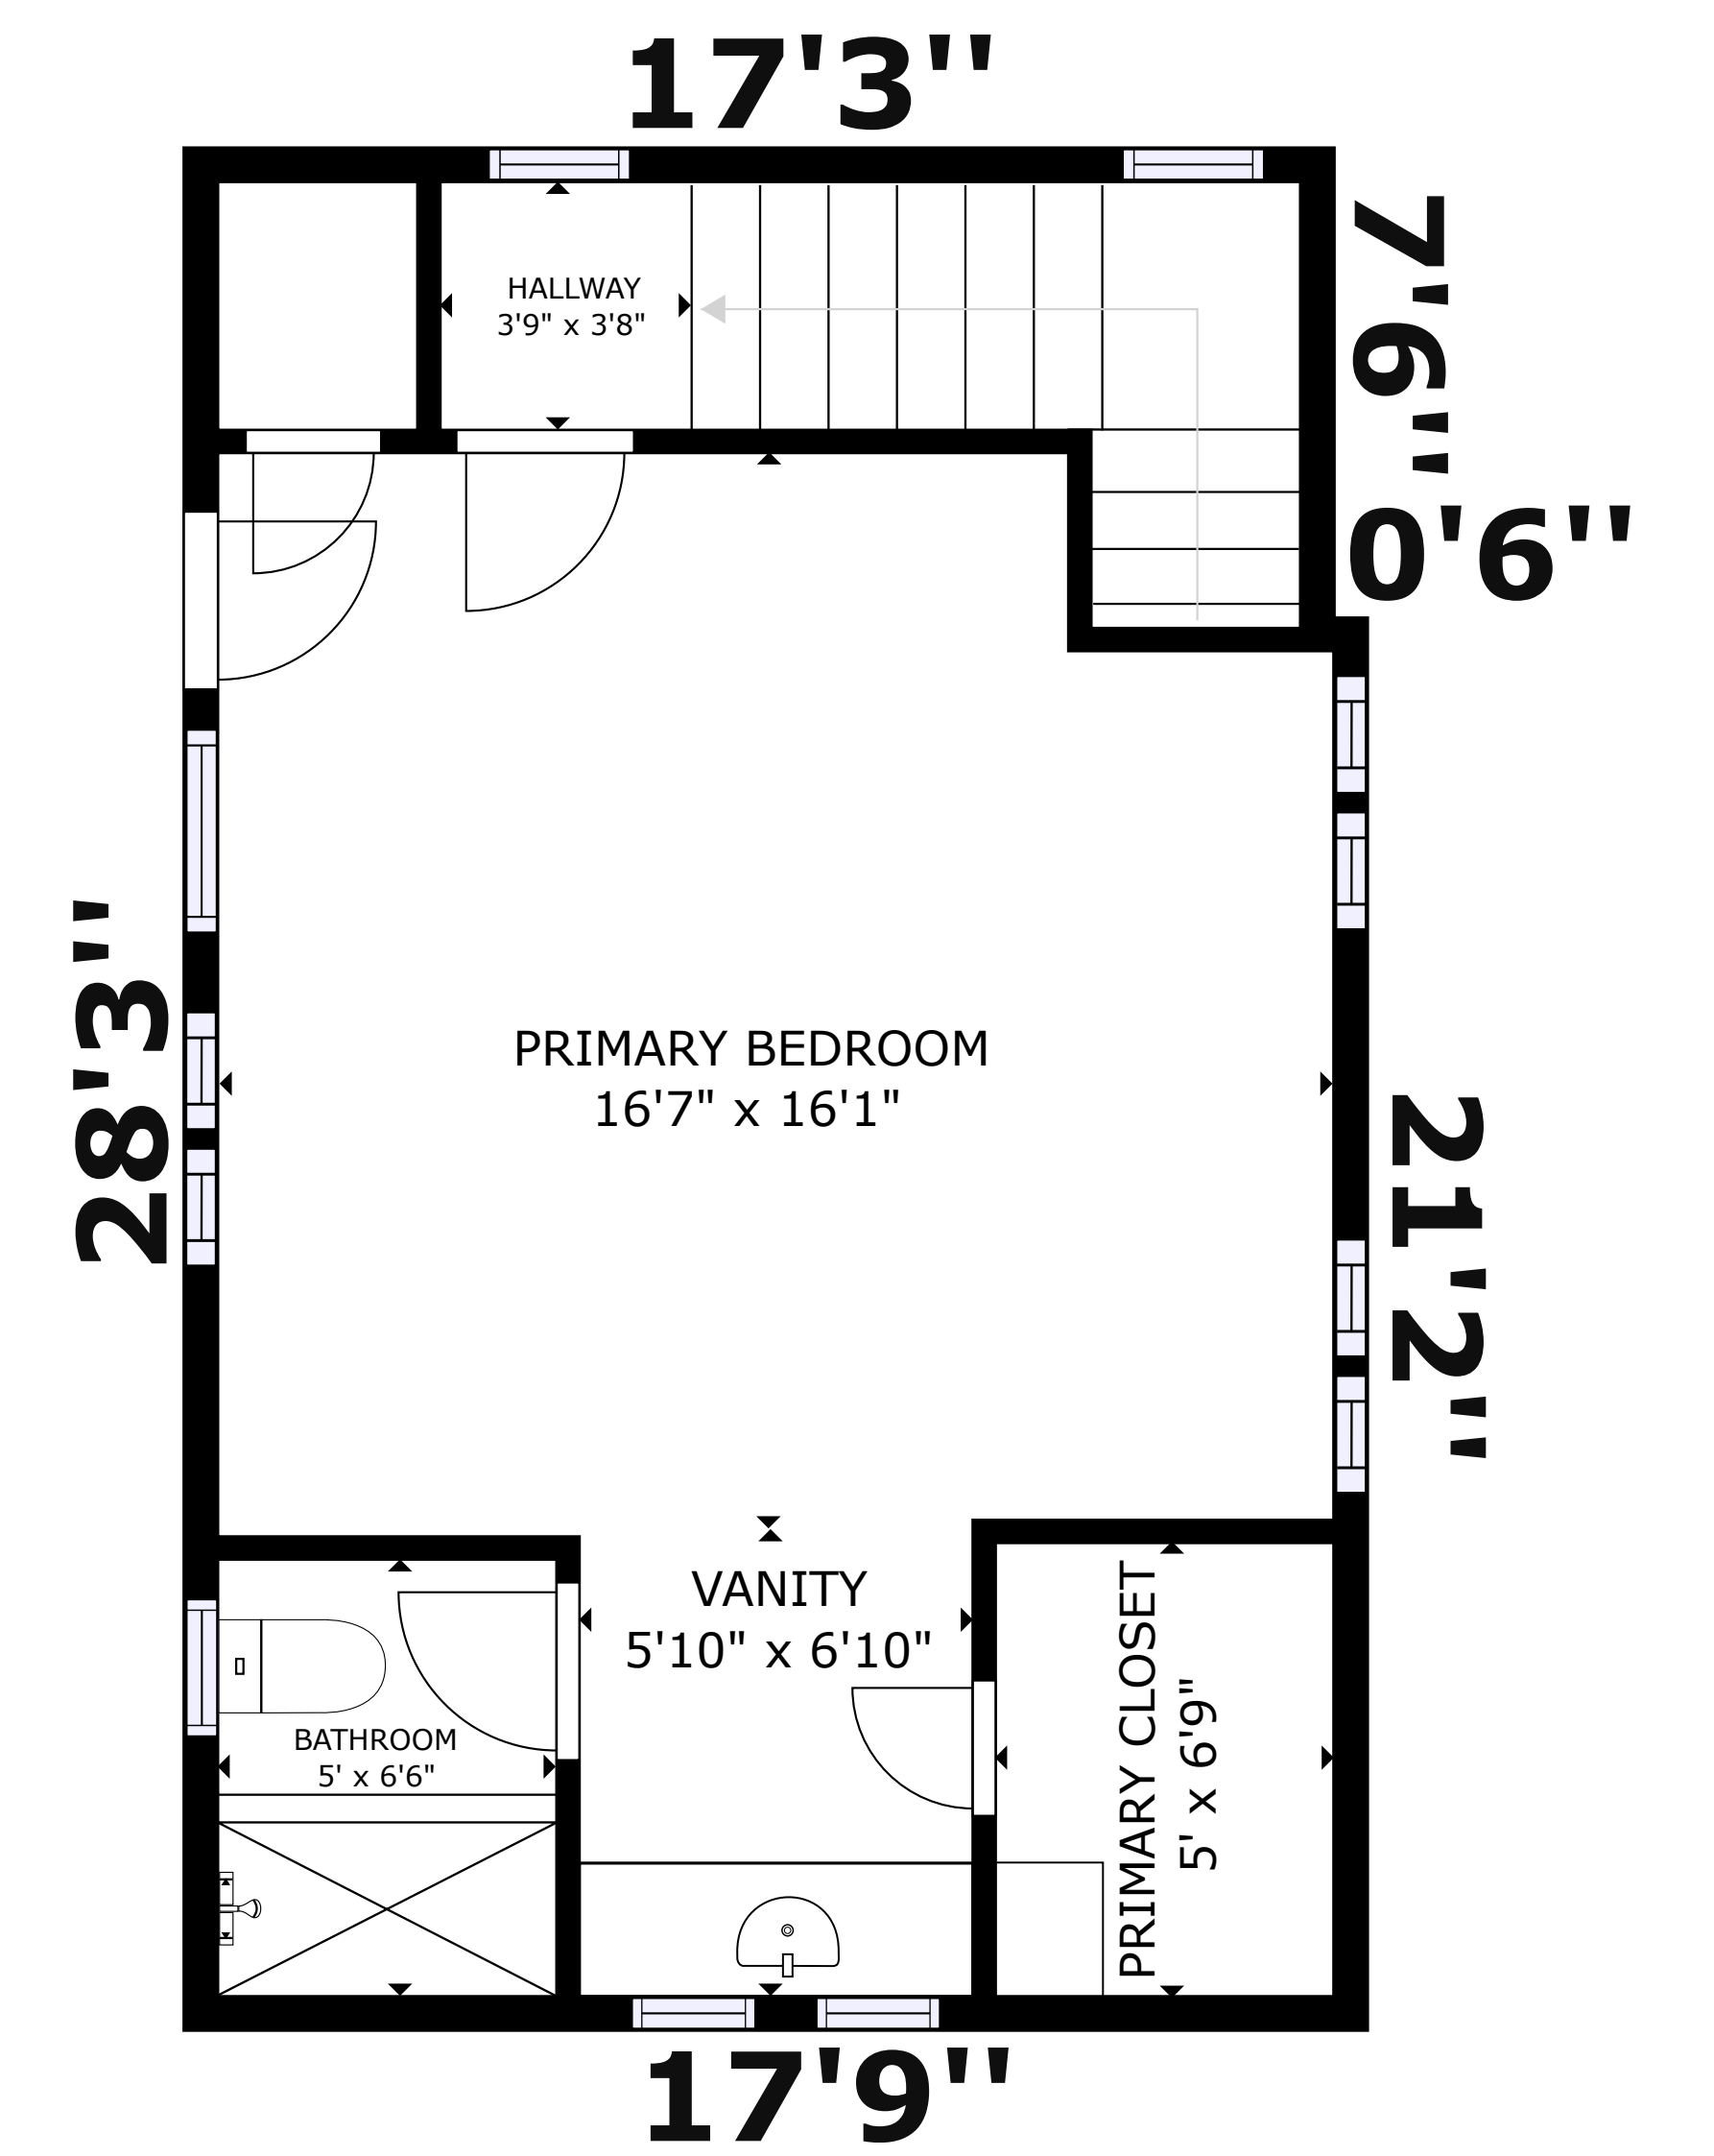 17'3''
7'6''
HALLWAY
3'9" x 3'8"
0'6''
28'3''
PRIMARY BEDROOM
16'7" x 16'1"
21'2''
VANITY
5'10" x 6'10"
PRIMARY CLOSET
5' x 6'9"
BATHROOM
5' x 6'6"
17'9''